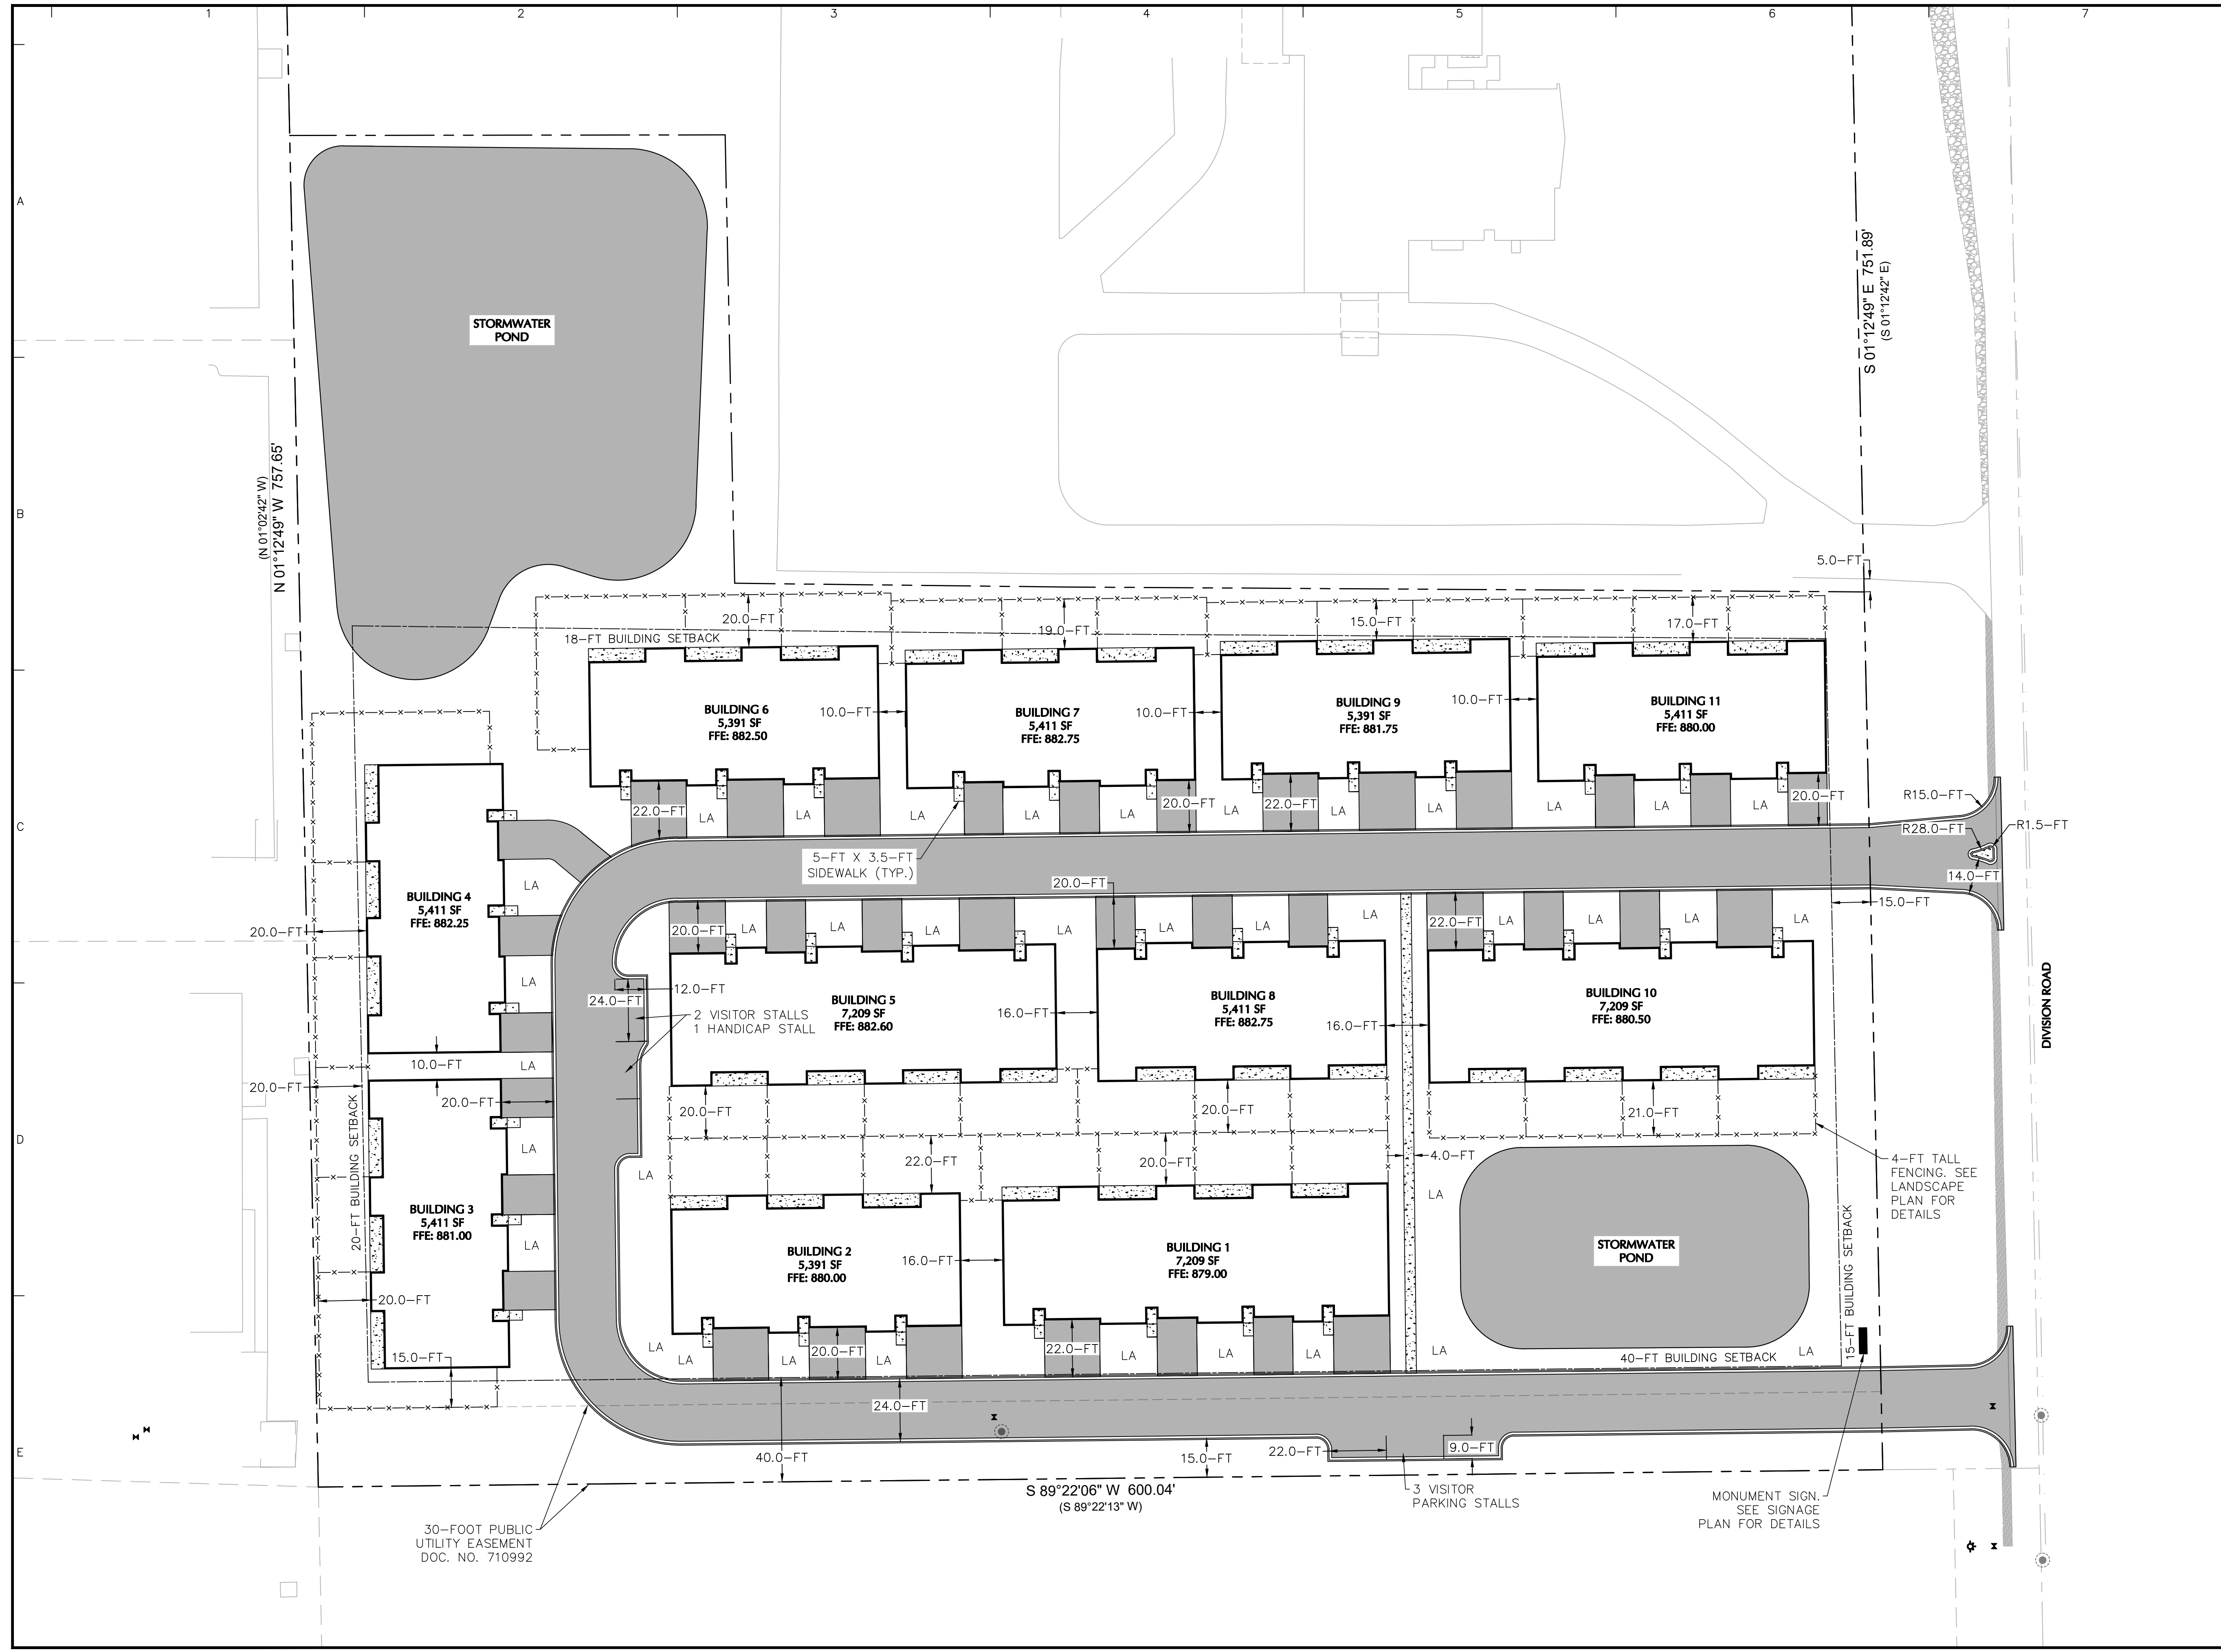 1 2 3 4 5 6 7
A
B
C
D
E
STORMWATER
POND
S 01°12'49" E 751.89'
(S 01°12'42" E)
(N 01°02'42" W)
N 01°12'49" W 757.65'
5.0-FT
20.0-FT
18-FT BUILDING SETBACK
19.0-FT
15.0-FT
17.0-FT
BUILDING 6
5,391 SF
FFE: 882.50
10.0-FT
BUILDING 7
5,411 SF
FFE: 882.75
10.0-FT
BUILDING 9
5,391 SF
FFE: 881.75
10.0-FT
BUILDING 11
5,411 SF
FFE: 880.00
22.0-FT
LA
LA
LA
LA
LA
20.0-FT
LA
22.0-FT
LA
LA
LA
LA
LA
20.0-FT
R15.0-FT
R28.0-FT
R1.5-FT
14.0-FT
15.0-FT
5-FT X 3.5-FT
SIDEWALK (TYP.)
20.0-FT
BUILDING 4
5,411 SF
FFE: 882.25
LA
20.0-FT
LA
20.0-FT
LA
LA
LA
LA
LA
LA
LA
22.0-FT
LA
LA
LA
LA
24.0-FT
12.0-FT
2 VISITOR STALLS
1 HANDICAP STALL
BUILDING 5
7,209 SF
FFE: 882.60
16.0-FT
BUILDING 8
5,411 SF
FFE: 882.75
16.0-FT
BUILDING 10
7,209 SF
FFE: 880.50
DIVISION ROAD
10.0-FT
LA
20.0-FT
20.0-FT
20.0-FT
20.0-FT
21.0-FT
20-FT BUILDING SETBACK
LA
LA
22.0-FT
20.0-FT
4.0-FT
LA
4-FT TALL
FENCING. SEE
LANDSCAPE
PLAN FOR
DETAILS
BUILDING 3
5,411 SF
FFE: 881.00
LA
BUILDING 2
5,391 SF
FFE: 880.00
16.0-FT
BUILDING 1
7,209 SF
FFE: 879.00
STORMWATER
POND
15-FT BUILDING SETBACK
20.0-FT
15.0-FT
LA
LA
LA
20.0-FT
LA
22.0-FT
LA
LA
LA
LA
40-FT BUILDING SETBACK
LA
24.0-FT
40.0-FT
15.0-FT
22.0-FT
9.0-FT
S 89°22'06" W 600.04'
(S 89°22'13" W)
3 VISITOR
PARKING STALLS
MONUMENT SIGN.
SEE SIGNAGE
PLAN FOR DETAILS
30-FOOT PUBLIC
UTILITY EASEMENT
DOC. NO. 710992